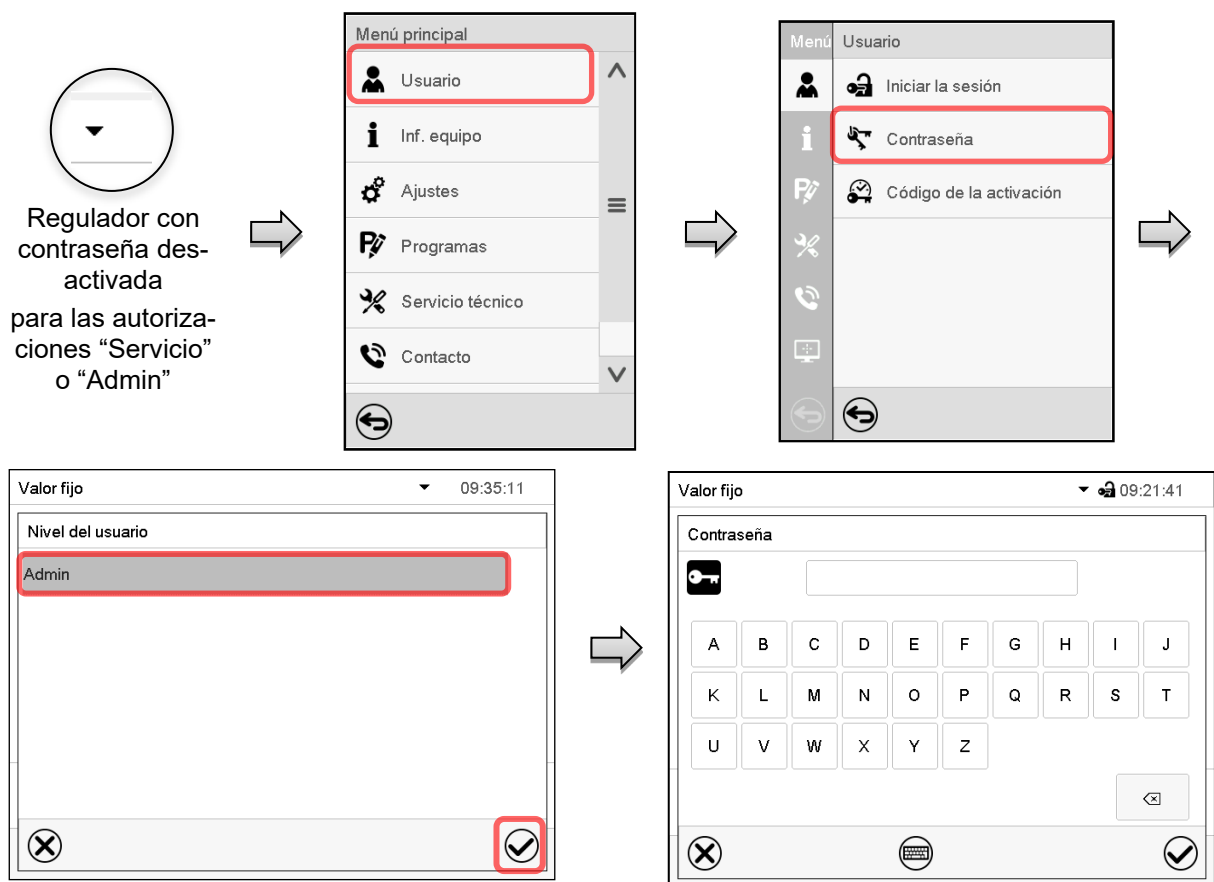 Regulador con
contraseña des-
activada
para las autoriza-
ciones “Servicio”
o “Admin”
Menú principal
Usuario
Inf. equipo
Ajustes
Programas
Servicio técnico
Contacto
Menú Usuario
Iniciar la sesión
Contraseña
Código de la activación
Valor fijo 09:35:11
Nivel del usuario
Admin
Valor fijo 09:21:41
Contraseña
A B C D E F G H I J
K L M N O P Q R S T
U V W X Y Z